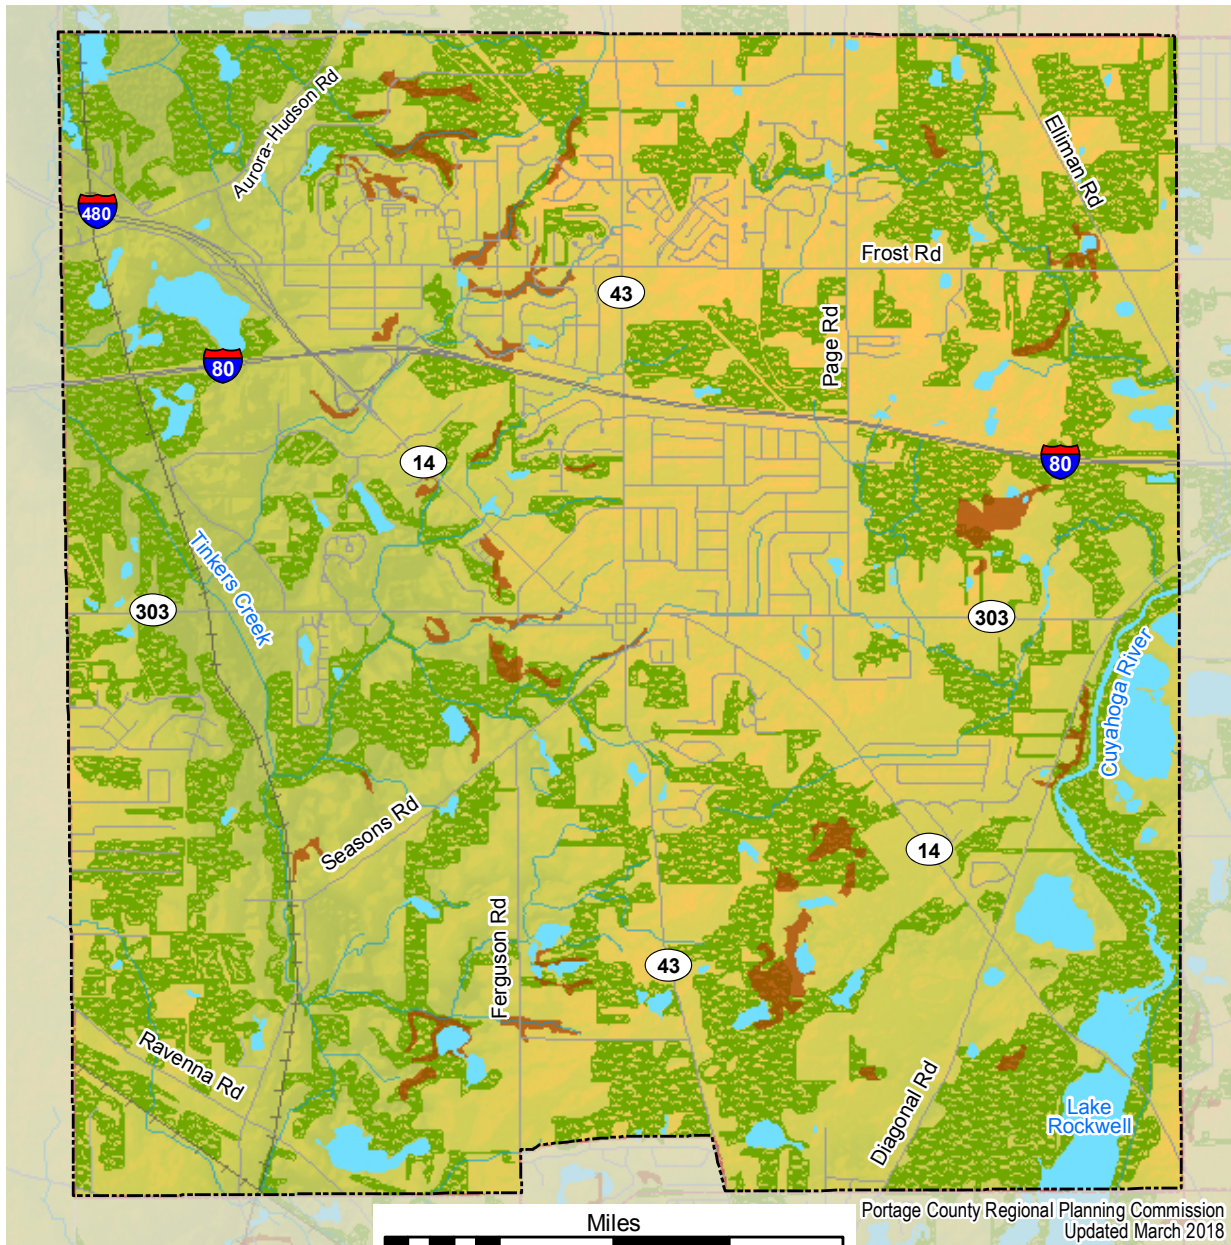 Aurora-Hudson Rd
Elliman Rd
480
Frost Rd
43
Page Rd
80
14
80
Tinkers Creek
303
303
Cuyahoga River
Seasons Rd
14
Ferguson Rd
43
Ravenna Rd
Diagonal Rd
Lake
Rockwell
Miles
Portage County Regional Planning Commission
Updated March 2018